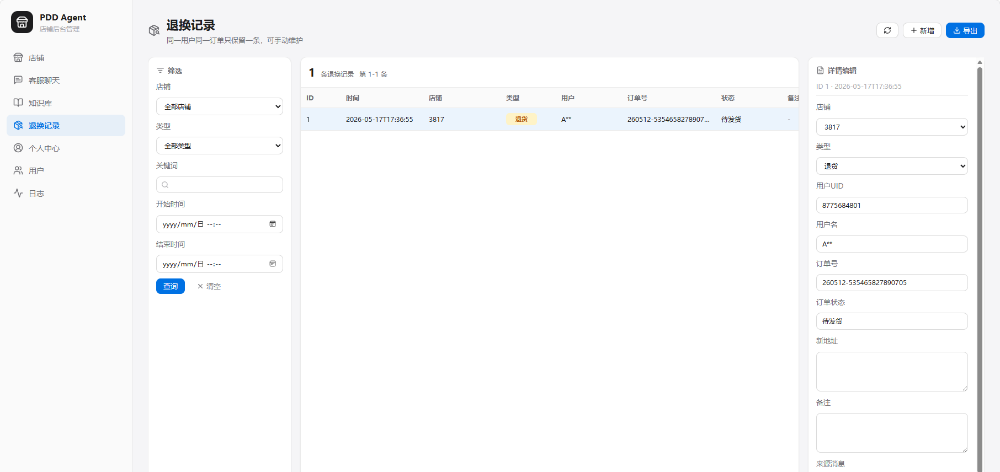 PDD Agent
店铺后台管理
店铺
客服聊天
知识库
退换记录
个人中心
用户
日志
退换记录
同一用户同一订单只保留一条，可手动维护
新增
导出
筛选
店铺
全部店铺
类型
全部类型
关键词
开始时间
yyyy/mm/日 --:--
结束时间
yyyy/mm/日 --:--
查询
清空
1 条退换记录 第 1-1 条
ID 时间 店铺 类型 用户 订单号 状态 备注
1 2026-05-17T17:36:55 3817 退货 A** 260512-5354658278907... 待发货 -
详情编辑
ID 1 · 2026-05-17T17:36:55
店铺
3817
类型
退货
用户UID
8775684801
用户名
A**
订单号
260512-535465827890705
订单状态
待发货
新地址
备注
来源消息